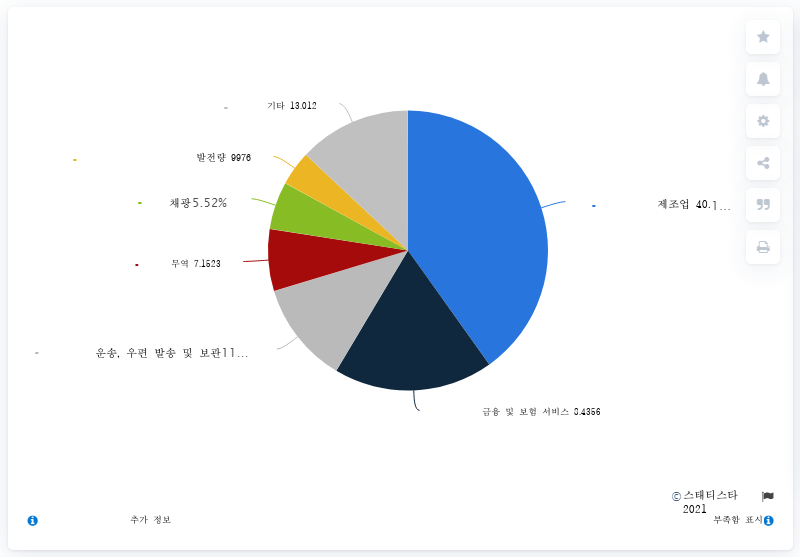 기타 13.012
발전량 9976
채광5.52%
제조업 40.1...
무역 7.1523
운송, 우편 발송 및 보관11...
금융 및 보험 서비스 3.4356
©스태티스타
2021
추가 정보
부족함 표시